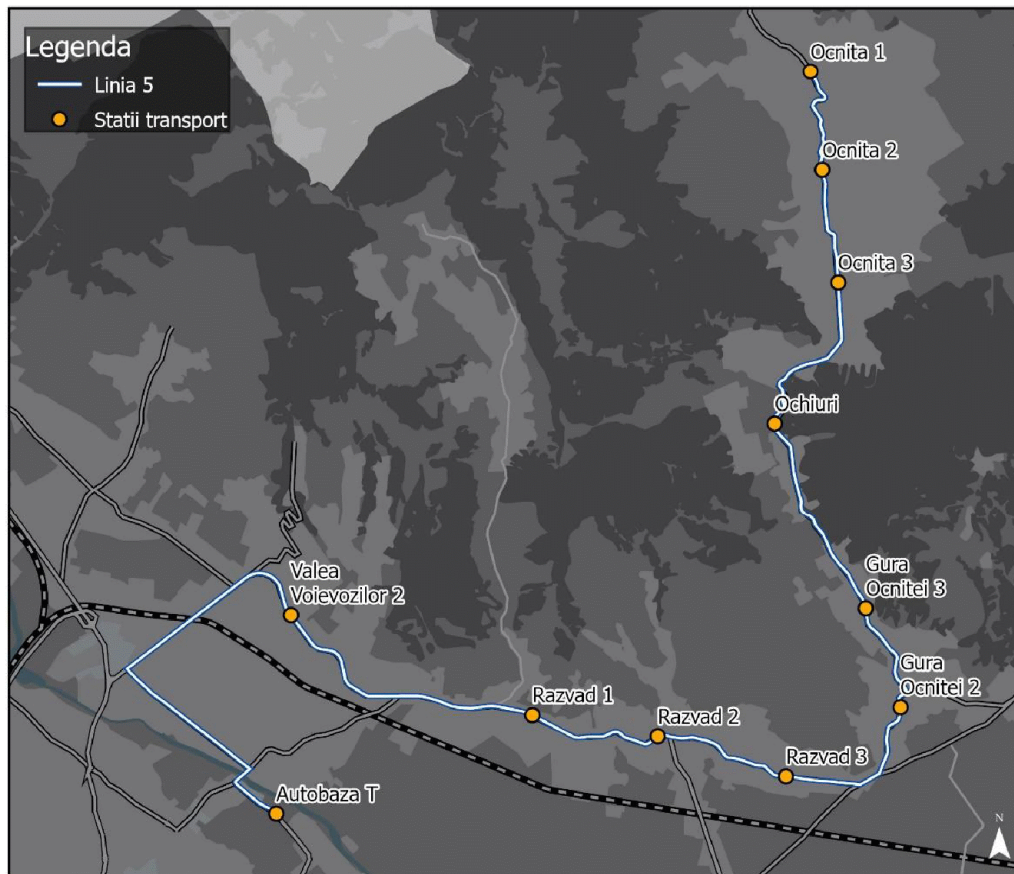 Legenda
Linia 5
Statii transport
Ocnita 1
Ocnita 2
Ocnita 3
Ochiuri
Gura
Ocnitei 3
Gura
Ocnitei 2
Valea
Voievozilor 2
Razvad 1
Razvad 2
Razvad 3
Autobaza T
N